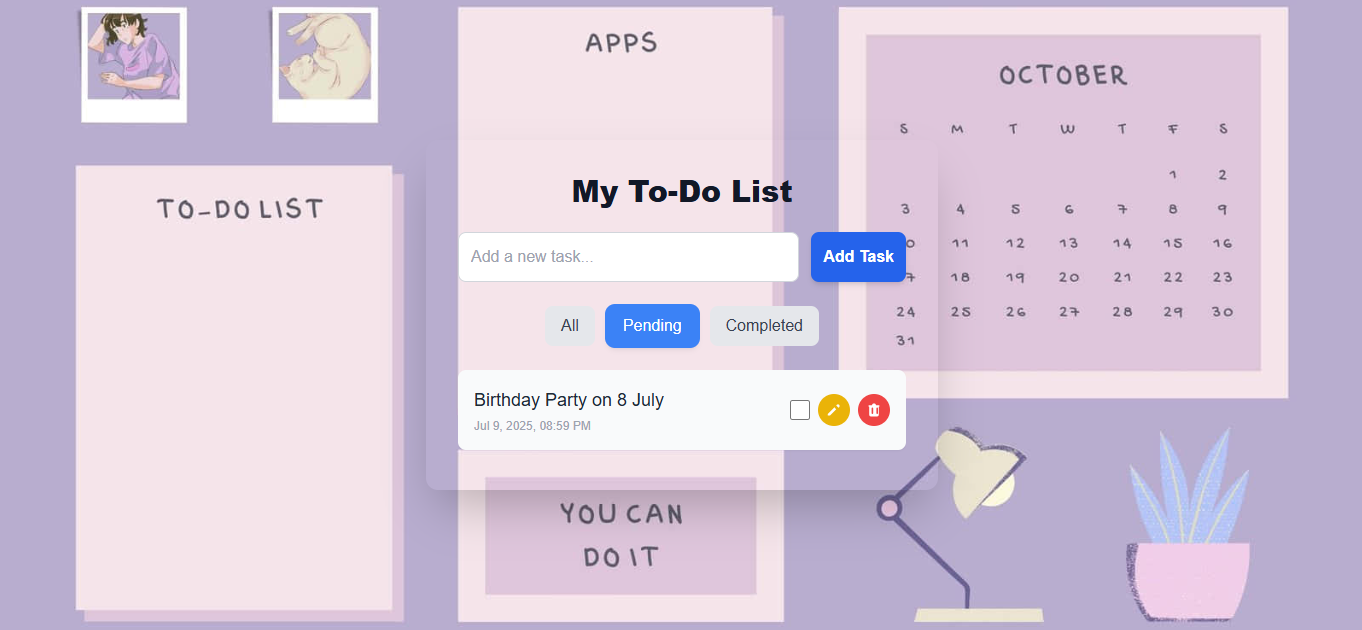 APPS
OCTOBER
S M T W T F S
1 2
3 4 5 6 7 8 9
0 11 12 13 14 15 16
7 18 19 20 21 22 23
24 25 26 27 28 29 30
31
TO-DO LIST
My To-Do List
Add a new task...
Add Task
All
Pending
Completed
Birthday Party on 8 July
Jul 9, 2025, 08:59 PM
YOU CAN
DO IT